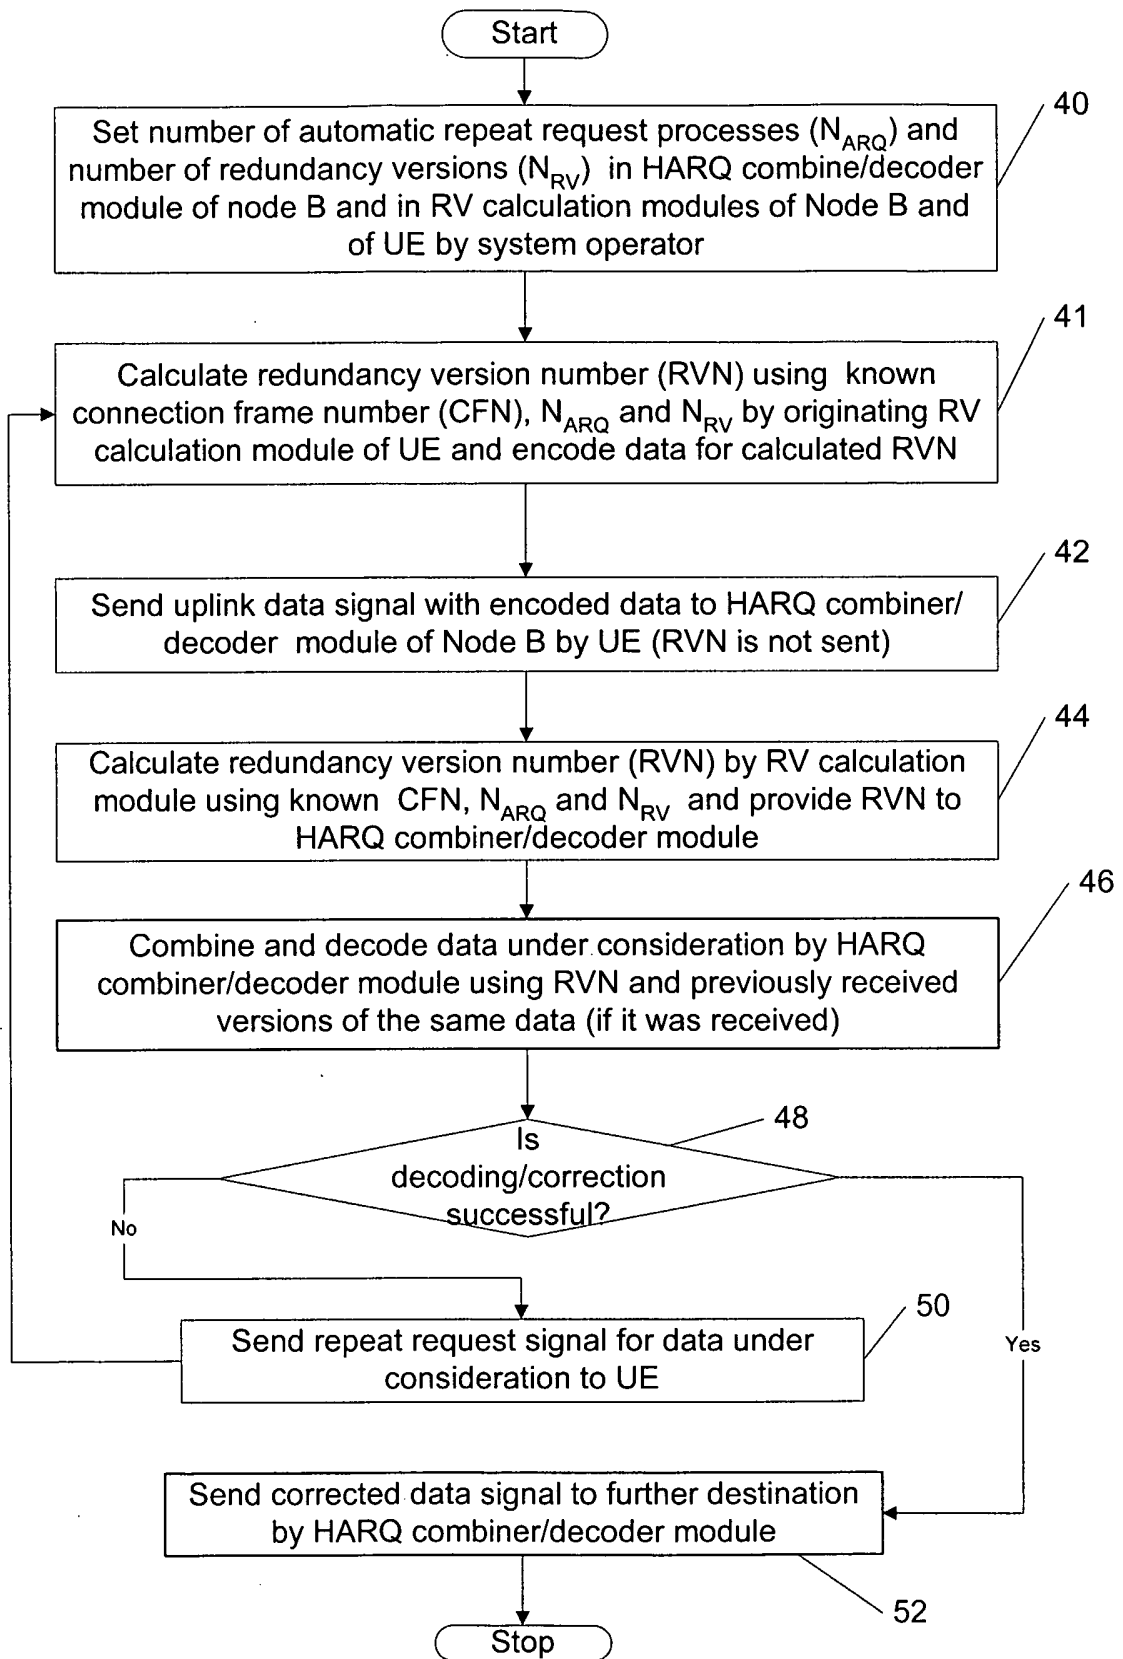 Start
40
Set number of automatic repeat request processes (N_ARQ) and
number of redundancy versions (N_RV) in HARQ combine/decoder
module of node B and in RV calculation modules of Node B and
of UE by system operator
41
Calculate redundancy version number (RVN) using known
connection frame number (CFN), N_ARQ and N_RV by originating RV
calculation module of UE and encode data for calculated RVN
42
Send uplink data signal with encoded data to HARQ combiner/
decoder module of Node B by UE (RVN is not sent)
44
Calculate redundancy version number (RVN) by RV calculation
module using known CFN, N_ARQ and N_RV and provide RVN to
HARQ combiner/decoder module
46
Combine and decode data under consideration by HARQ
combiner/decoder module using RVN and previously received
versions of the same data (if it was received)
48
Is
decoding/correction
successful?
No
Yes
50
Send repeat request signal for data under
consideration to UE
Send corrected data signal to further destination
by HARQ combiner/decoder module
52
Stop